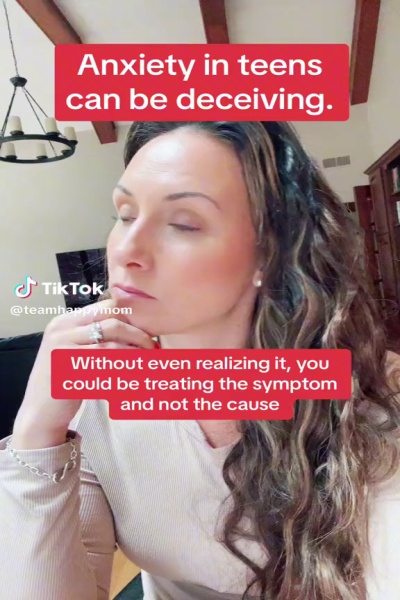 Anxiety in teens
can be deceiving.
TikTok
@teamhappymom
Without even realizing it, you
could be treating the symptom
and not the cause